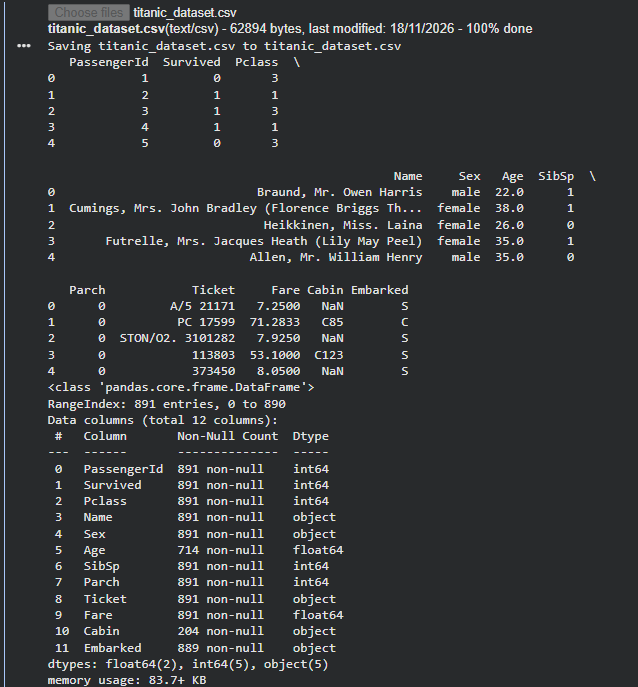 Choose files titanic_dataset.csv
titanic_dataset.csv(text/csv) - 62894 bytes, last modified: 18/11/2026 - 100% done
Saving titanic_dataset.csv to titanic_dataset.csv
   PassengerId  Survived  Pclass  \
0            1         0       3
1            2         1       1
2            3         1       3
3            4         1       1
4            5         0       3

                                                Name     Sex   Age  SibSp  \
0                            Braund, Mr. Owen Harris    male  22.0      1
1  Cumings, Mrs. John Bradley (Florence Briggs Th...  female  38.0      1
2                             Heikkinen, Miss. Laina  female  26.0      0
3       Futrelle, Mrs. Jacques Heath (Lily May Peel)  female  35.0      1
4                           Allen, Mr. William Henry    male  35.0      0

   Parch            Ticket     Fare Cabin Embarked
0      0         A/5 21171   7.2500   NaN        S
1      0          PC 17599  71.2833   C85        C
2      0  STON/O2. 3101282   7.9250   NaN        S
3      0            113803  53.1000  C123        S
4      0            373450   8.0500   NaN        S
<class 'pandas.core.frame.DataFrame'>
RangeIndex: 891 entries, 0 to 890
Data columns (total 12 columns):
 #   Column       Non-Null Count  Dtype
---  ------       --------------  -----
 0   PassengerId  891 non-null    int64
 1   Survived     891 non-null    int64
 2   Pclass       891 non-null    int64
 3   Name         891 non-null    object
 4   Sex          891 non-null    object
 5   Age          714 non-null    float64
 6   SibSp        891 non-null    int64
 7   Parch        891 non-null    int64
 8   Ticket       891 non-null    object
 9   Fare         891 non-null    float64
 10  Cabin        204 non-null    object
 11  Embarked     889 non-null    object
dtypes: float64(2), int64(5), object(5)
memory usage: 83.7+ KB